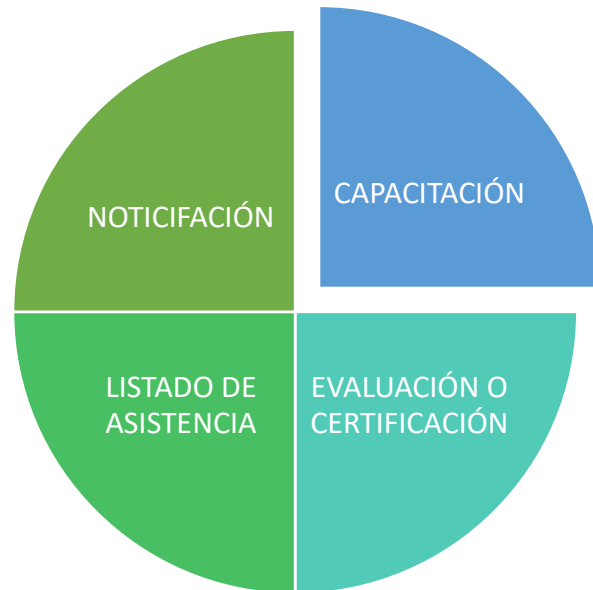 NOTICIFACIÓN
CAPACITACIÓN
LISTADO DE
ASISTENCIA
EVALUACIÓN O
CERTIFICACIÓN